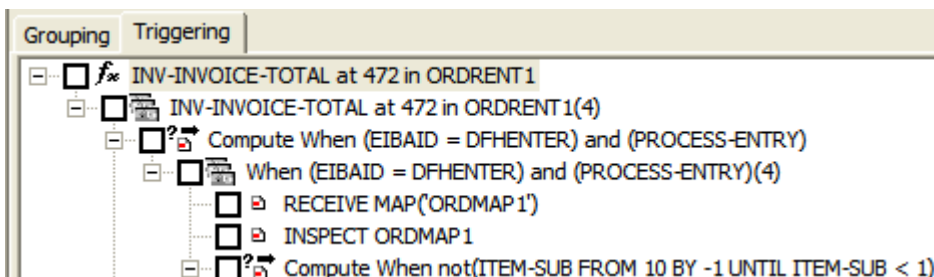 Grouping Triggering
INV-INVOICE-TOTAL at 472 in ORDRENT1
INV-INVOICE-TOTAL at 472 in ORDRENT1(4)
Compute When (EIBAID = DFHENTER) and (PROCESS-ENTRY)
When (EIBAID = DFHENTER) and (PROCESS-ENTRY)(4)
RECEIVE MAP('ORDMAP1')
INSPECT ORDMAP1
Compute When not(ITEM-SUB FROM 10 BY -1 UNTIL ITEM-SUB < 1)